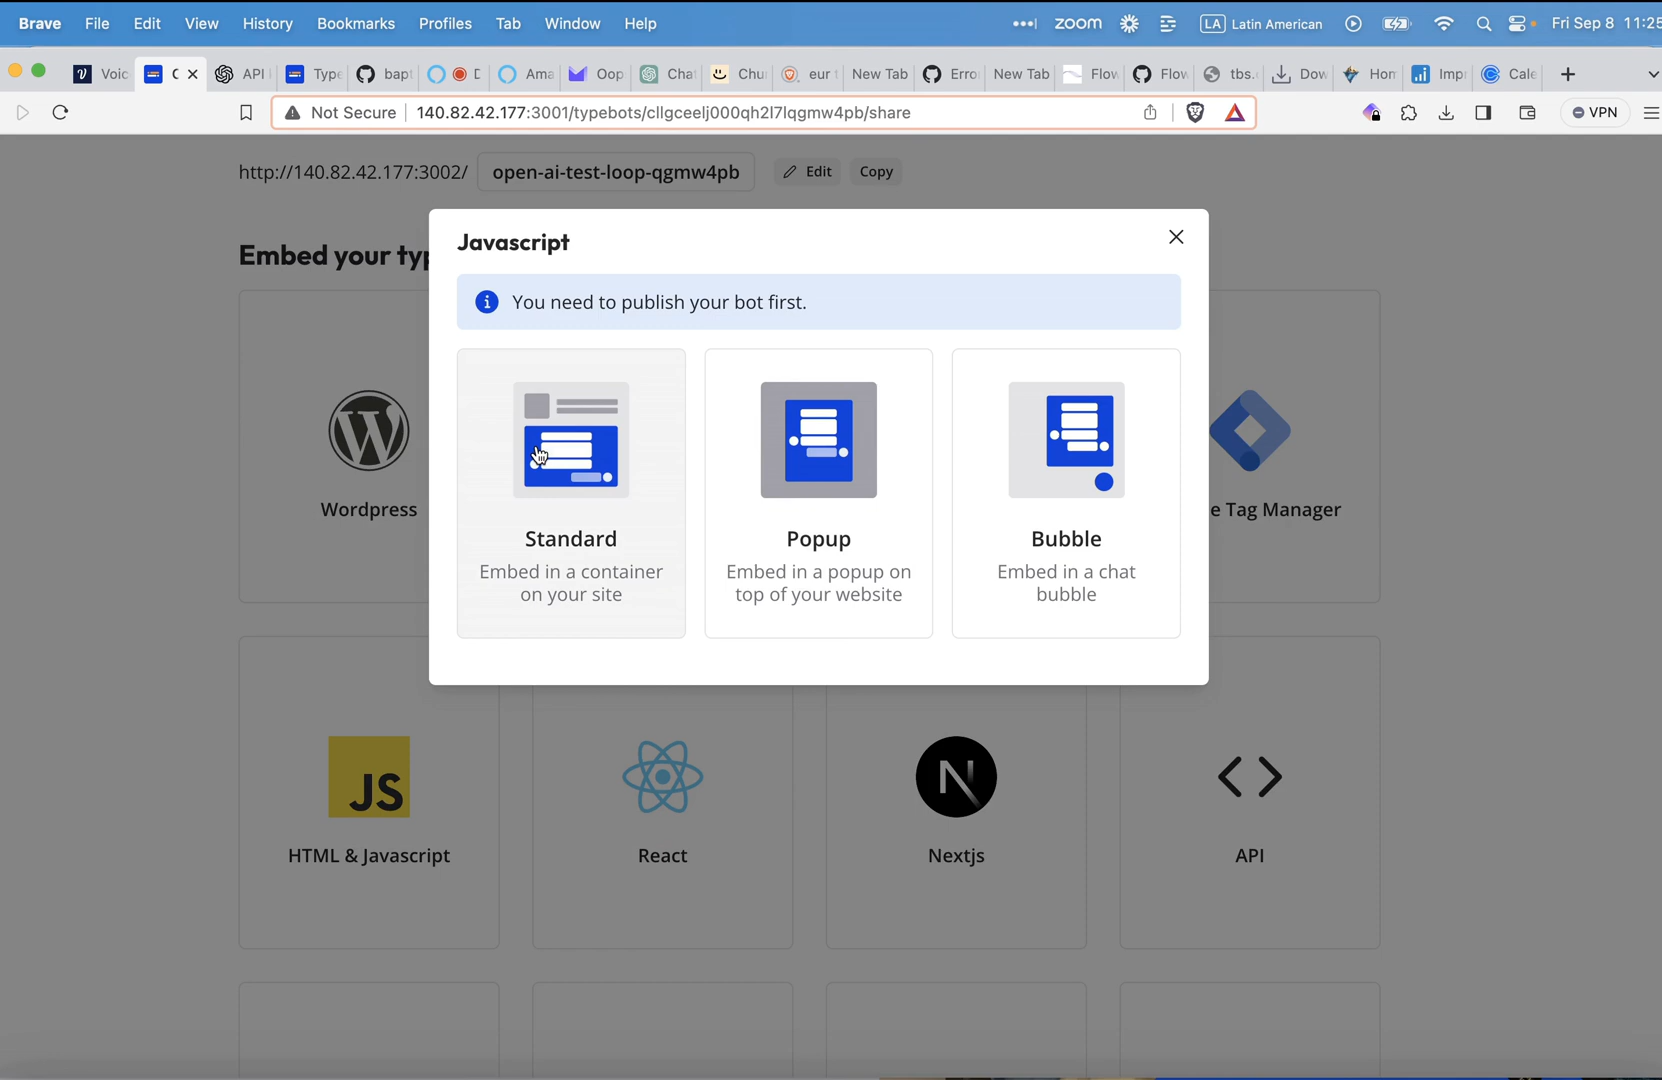 Brave File Edit View History Bookmarks Profiles Tab Window Help zoom LA Latin American Fri Sep 8 11:25
Voic C API Type bapt Ama Oop Chat Chur eur New Tab Erro New Tab Flow Flow tbs. Dow Hom Impr Cale
Not Secure 140.82.42.177:3001/typebots/cllgceelj000qh2l7lqgmw4pb/share VPN
http://140.82.42.177:3002/ open-ai-test-loop-qgmw4pb Edit Copy
Embed your typ
Javascript
You need to publish your bot first.
Standard
Embed in a container
on your site
Popup
Embed in a popup on
top of your website
Bubble
Embed in a chat
bubble
Wordpress
e Tag Manager
JS
HTML & Javascript
React
N
Nextjs
API